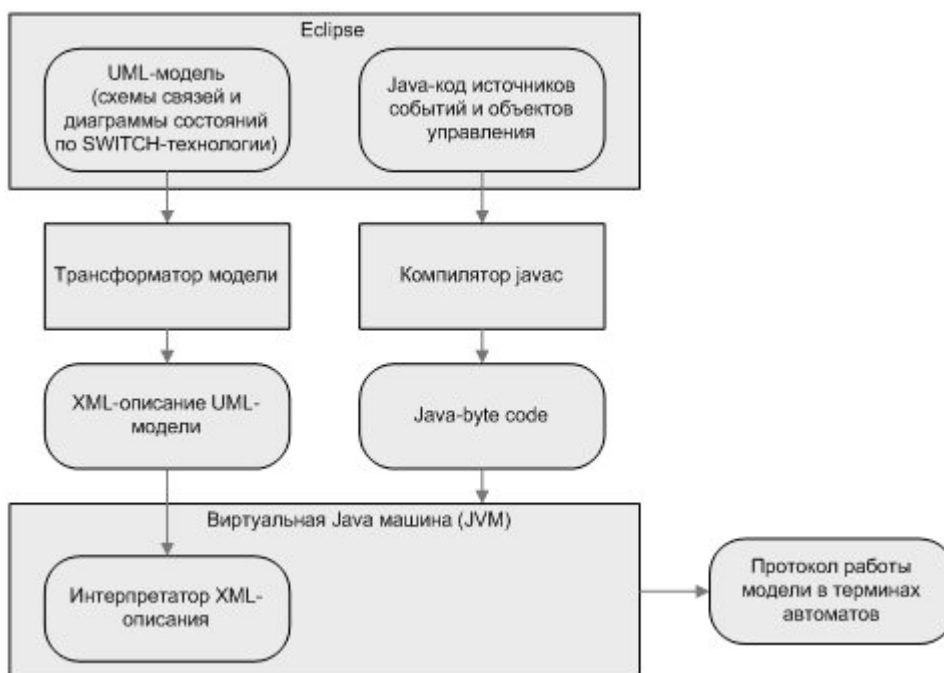 Eclipse
UML-модель
(схемы связей и
диаграммы состояний
по SWITCH-технологии)
Java-код источников
событий и объектов
управления
Трансформатор модели
Компилятор javac
XML-описание UML-
модели
Java-byte code
Виртуальная Java машина (JVM)
Интерпретатор XML-
описания
Протокол работы
модели в терминах
автоматов